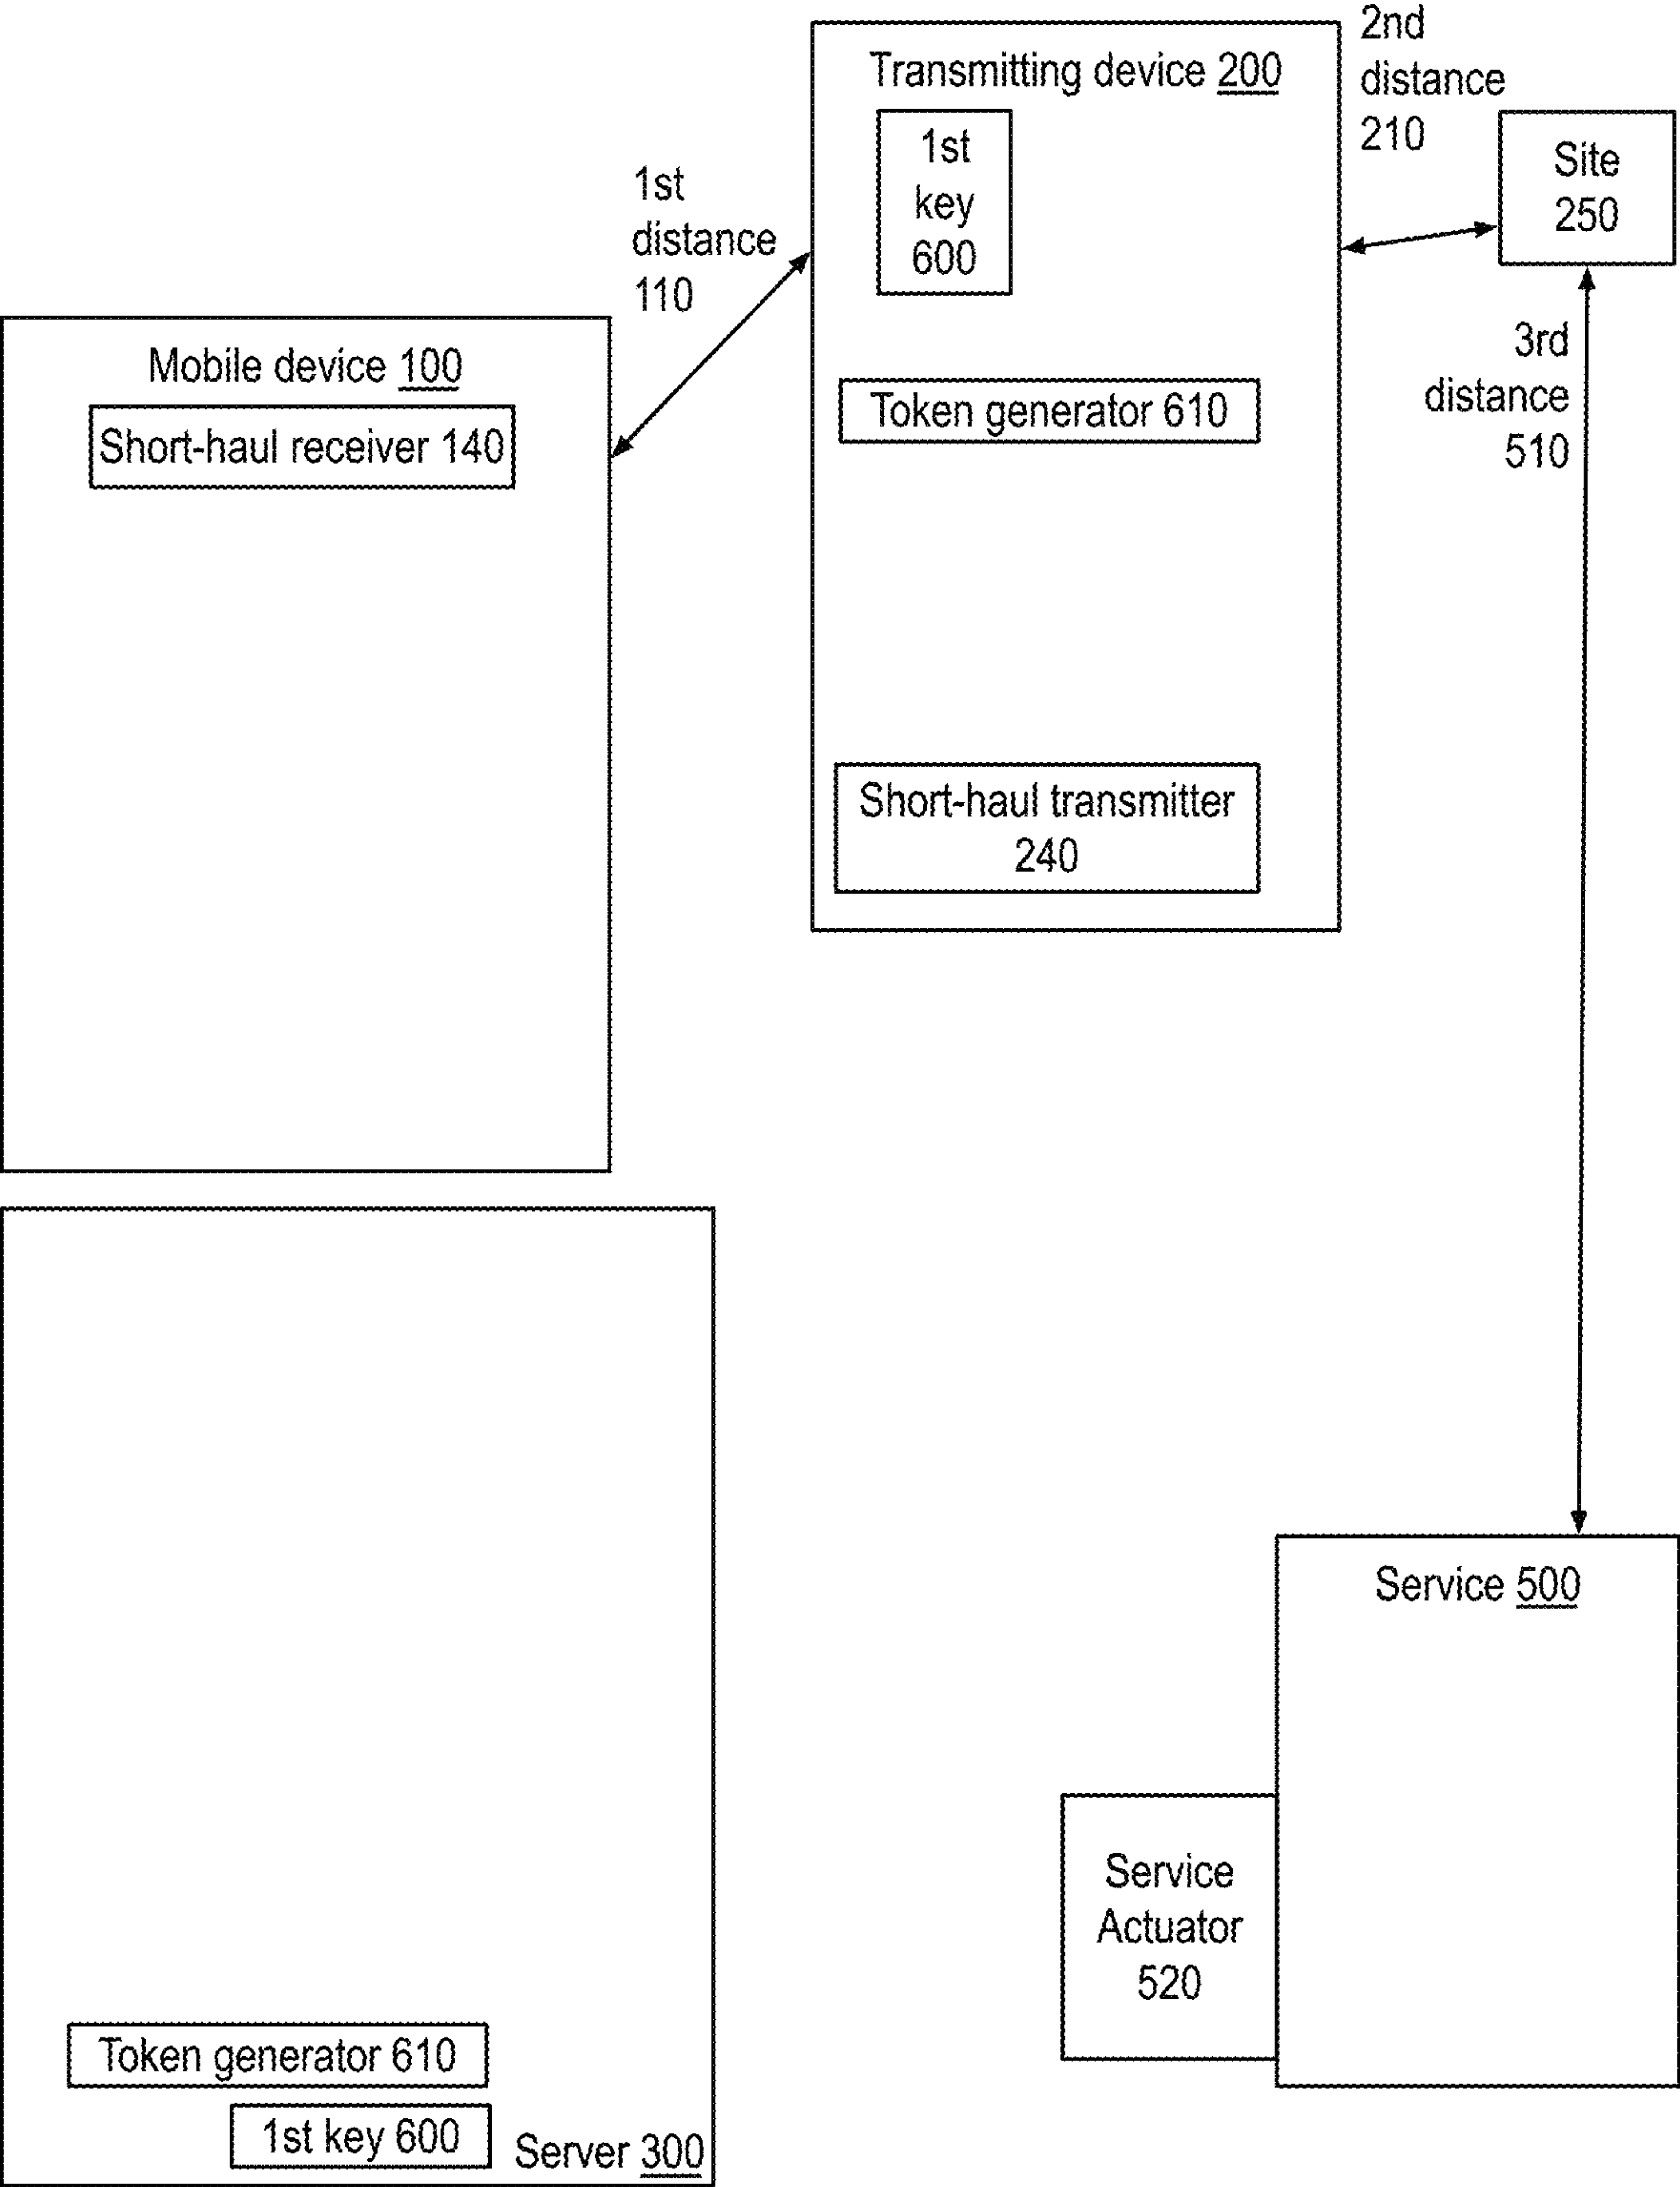 Transmitting device 200
1st
key
600
Token generator 610
Short-haul transmitter
240
2nd
distance
210
Site
250
1st
distance
110
3rd
distance
510
Mobile device 100
Short-haul receiver 140
Service 500
Service
Actuator
520
Token generator 610
1st key 600
Server 300